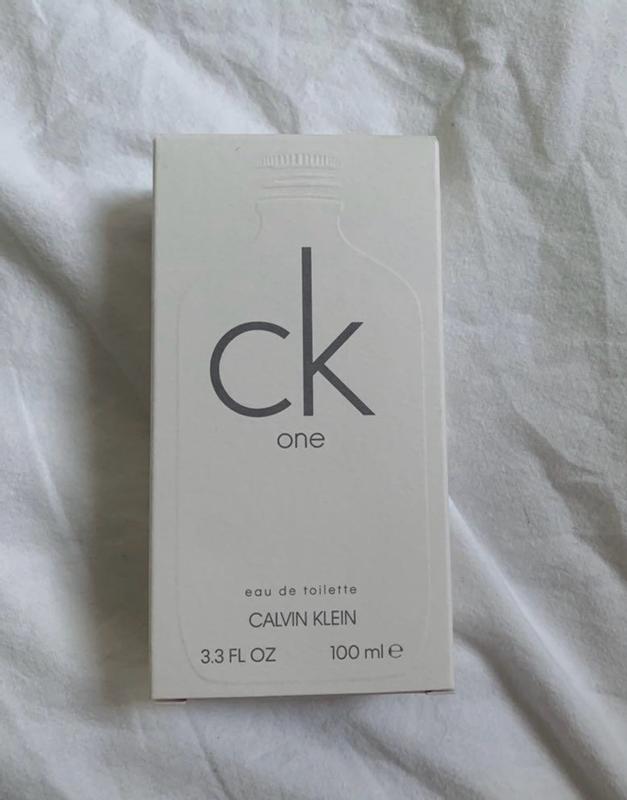 ck
one
eau de toilette
CALVIN KLEIN
3.3 FL OZ 100 ml ℮